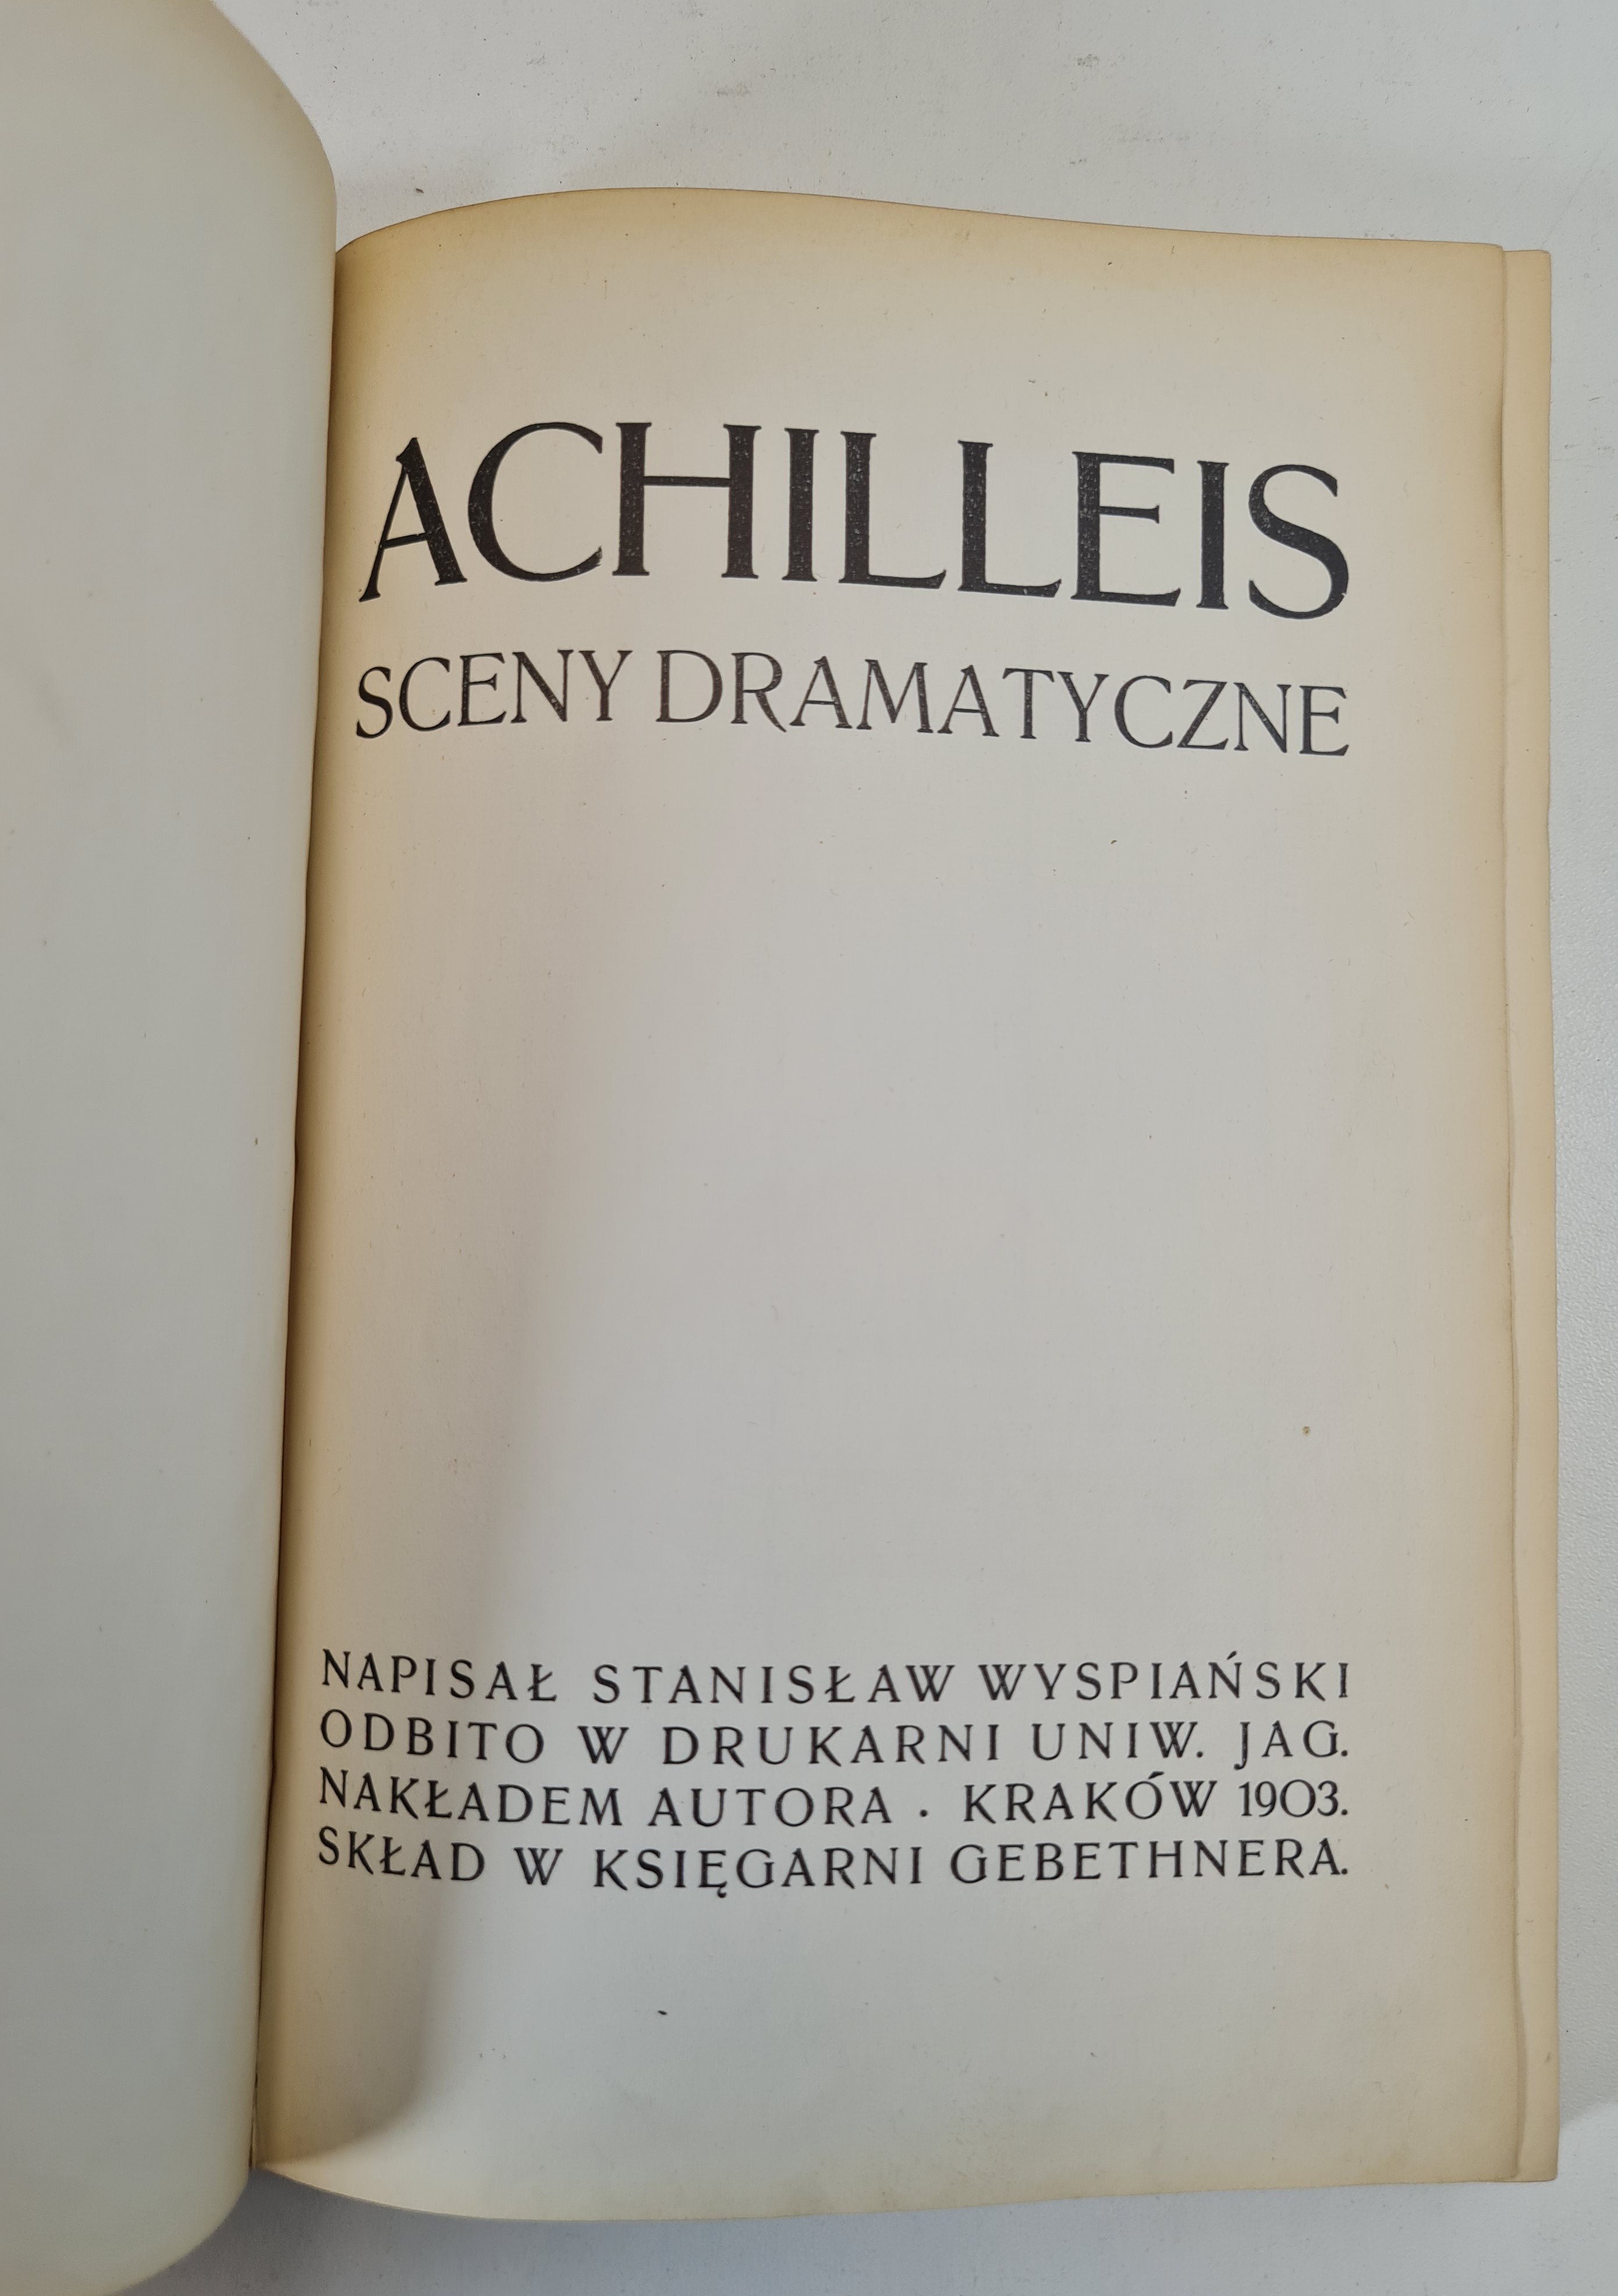 ACHILLEIS
SCENY DRAMATYCZNE
NAPISAŁ STANISŁAW WYSPIAŃSKI
ODBITO W DRUKARNI UNIW. JAG.
NAKŁADEM AUTORA · KRAKÓW 1903.
SKŁAD W KSIĘGARNI GEBETHNERA.